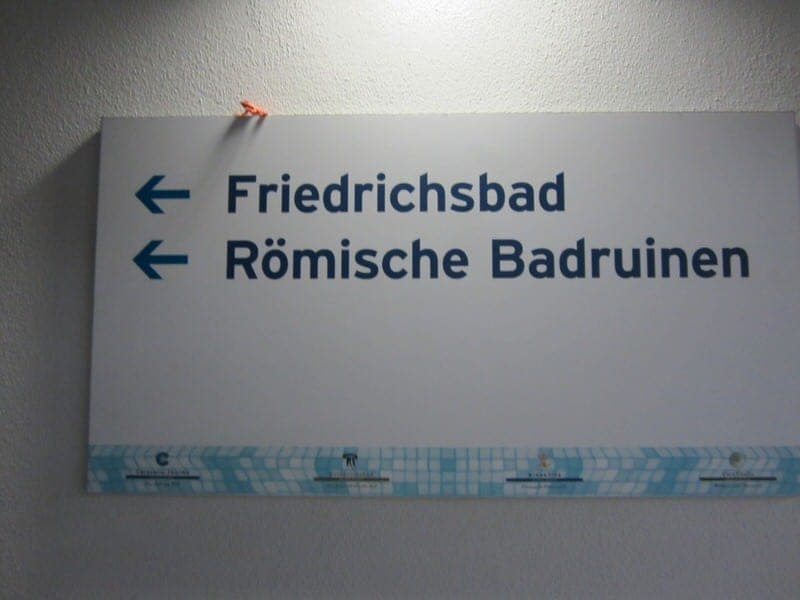 ← Friedrichsbad
← Römische Badruinen